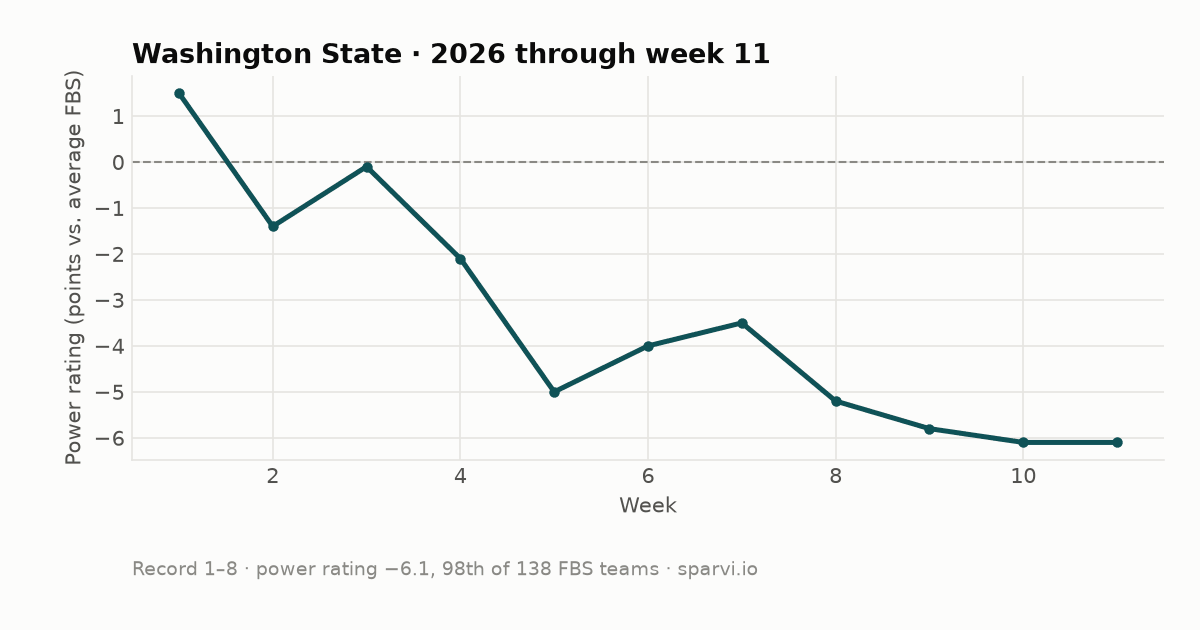 Washington State · 2026 through week 11
Power rating (points vs. average FBS)
1
0
−1
−2
−3
−4
−5
−6
2 4 6 8 10
Week
Record 1–8 · power rating −6.1, 98th of 138 FBS teams · sparvi.io